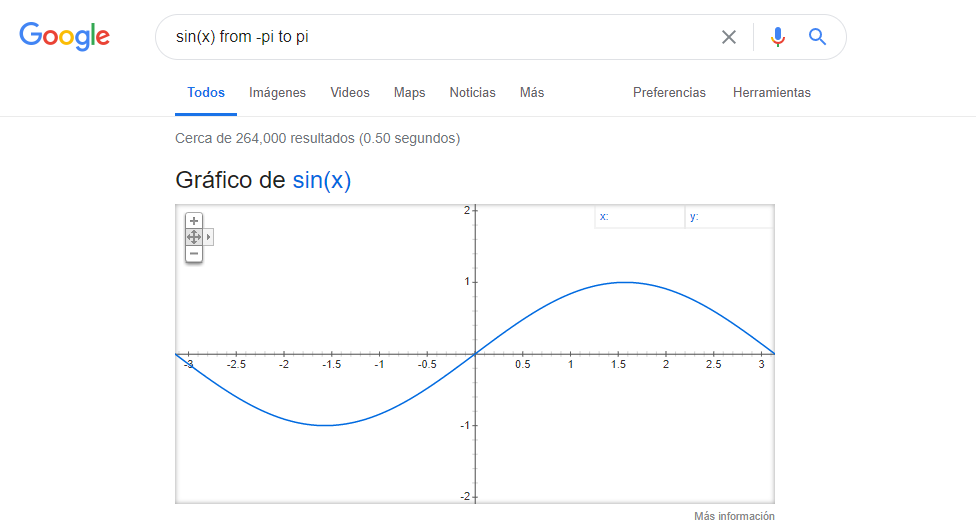 Google
sin(x) from -pi to pi
Todos Imágenes Videos Maps Noticias Más Preferencias Herramientas
Cerca de 264,000 resultados (0.50 segundos)
Gráfico de sin(x)
2 x: y:
1
-3 -2.5 -2 -1.5 -1 -0.5 0.5 1 1.5 2 2.5 3
-1
-2
Más información